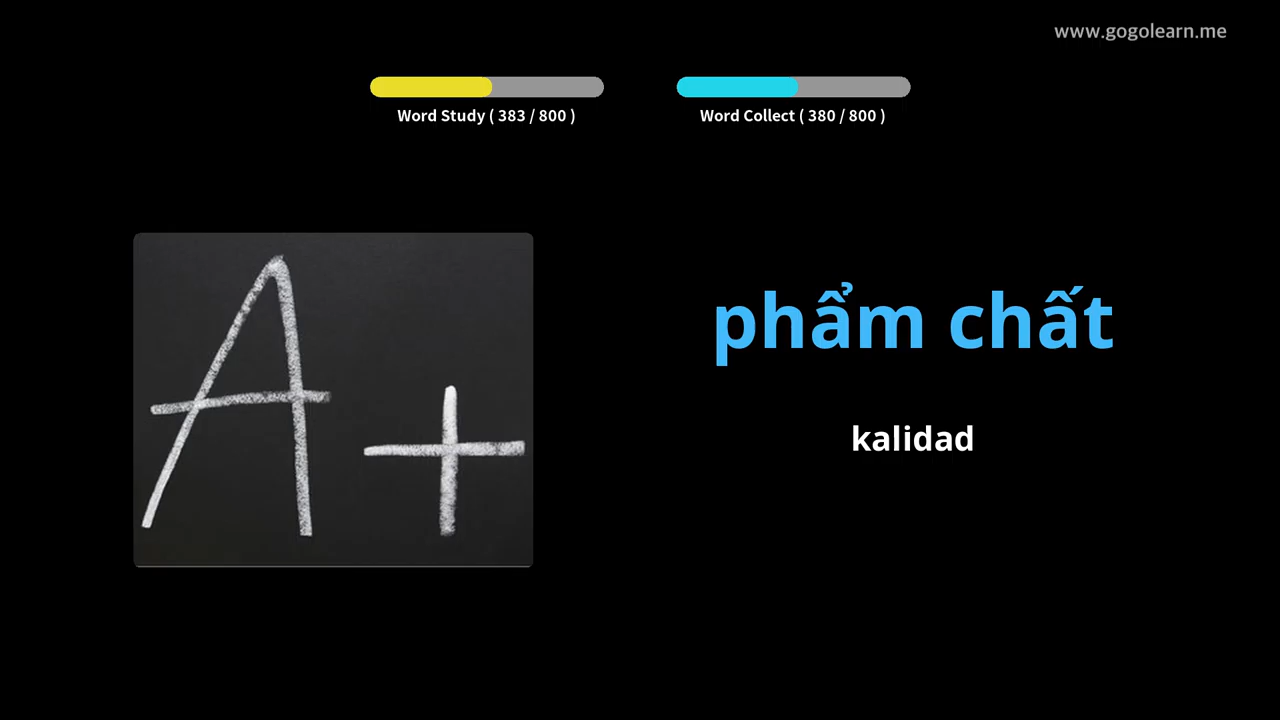 www.gogolearn.me
Word Study ( 383 / 800 )
Word Collect ( 380 / 800 )
A+
phẩm chất
kalidad